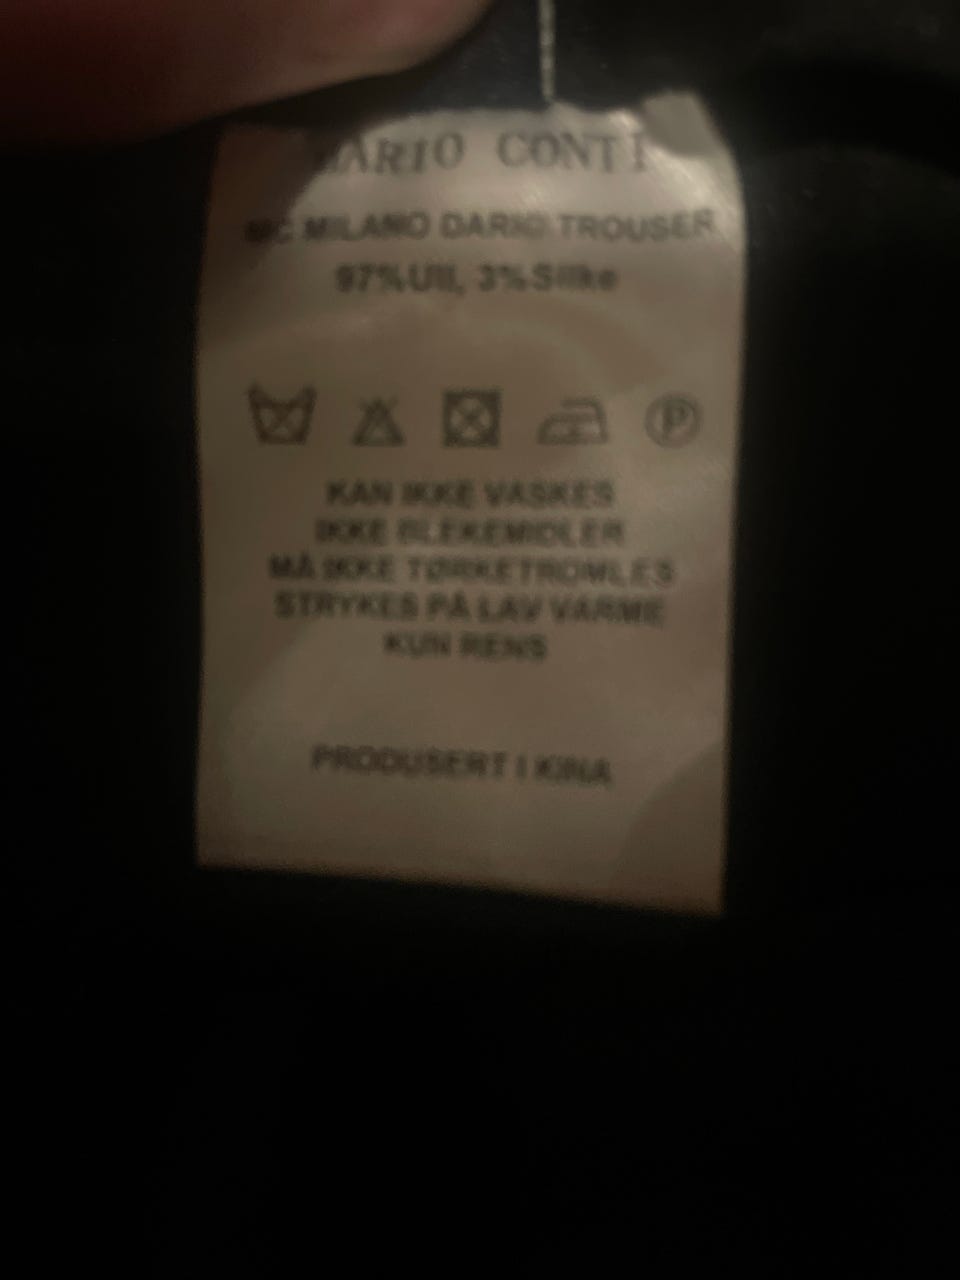 MARIO CONTI
MC MILANO DARIO TROUSER
97%Ull, 3%Silke
P
KAN IKKE VASKES
IKKE BLEKEMIDLER
MÅ IKKE TØRKETROMLES
STRYKES PÅ LAV VARME
KUN RENS
PRODUSERT I KINA